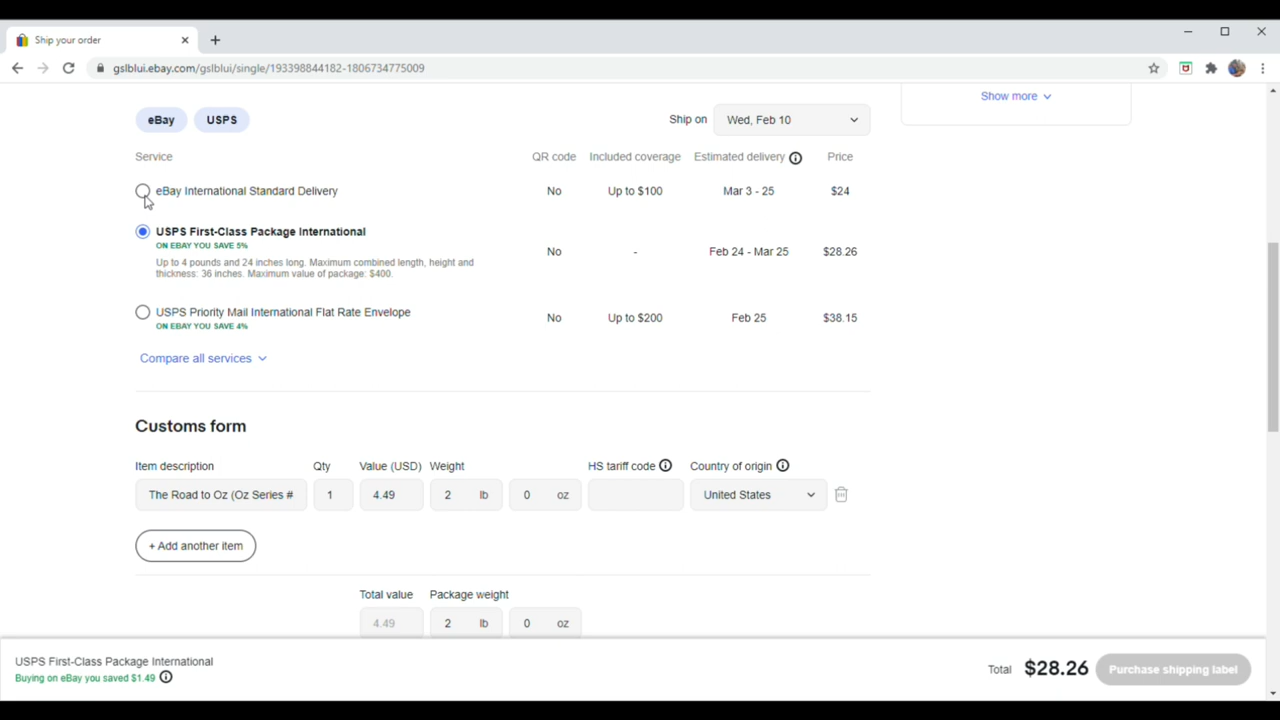 Ship your order
gslblui.ebay.com/gslblui/single/193398844182-1806734775009
Show more
eBay USPS Ship on Wed, Feb 10
Service QR code Included coverage Estimated delivery Price
eBay International Standard Delivery No Up to $100 Mar 3 - 25 $24
USPS First-Class Package International
ON EBAY YOU SAVE 5%
No - Feb 24 - Mar 25 $28.26
Up to 4 pounds and 24 inches long. Maximum combined length, height and
thickness: 36 inches. Maximum value of package: $400.
USPS Priority Mail International Flat Rate Envelope No Up to $200 Feb 25 $38.15
ON EBAY YOU SAVE 4%
Compare all services
Customs form
Item description Qty Value (USD) Weight HS tariff code Country of origin
The Road to Oz (Oz Series # 1 4.49 2 lb 0 oz United States
+ Add another item
Total value Package weight
4.49 2 lb 0 oz
USPS First-Class Package International
Buying on eBay you saved $1.49
Total $28.26 Purchase shipping label